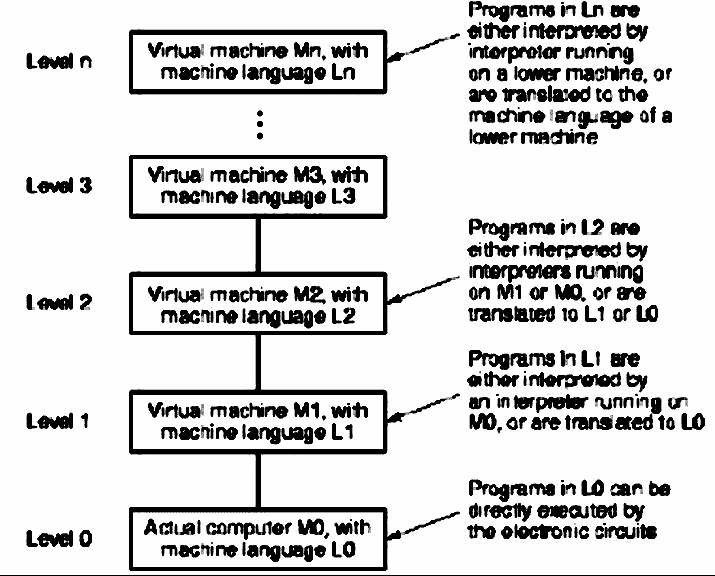 Programs in Ln are
either interpreted by
interpreter running
on a lower machine, or
are translated to the
machine language of a
lower machine
Level n
Virtual machine Mn, with
machine language Ln
Level 3
Virtual machine M3, with
machine language L3
Programs in L2 are
either interpreted by
interpreters running
on M1 or M0, or are
translated to L1 or L0
Level 2
Virtual machine M2, with
machine language L2
Programs in L1 are
either interpreted by
an interpreter running on
M0, or are translated to L0
Level 1
Virtual machine M1, with
machine language L1
Programs in L0 can be
directly executed by
the electronic circuits
Level 0
Actual computer M0, with
machine language L0